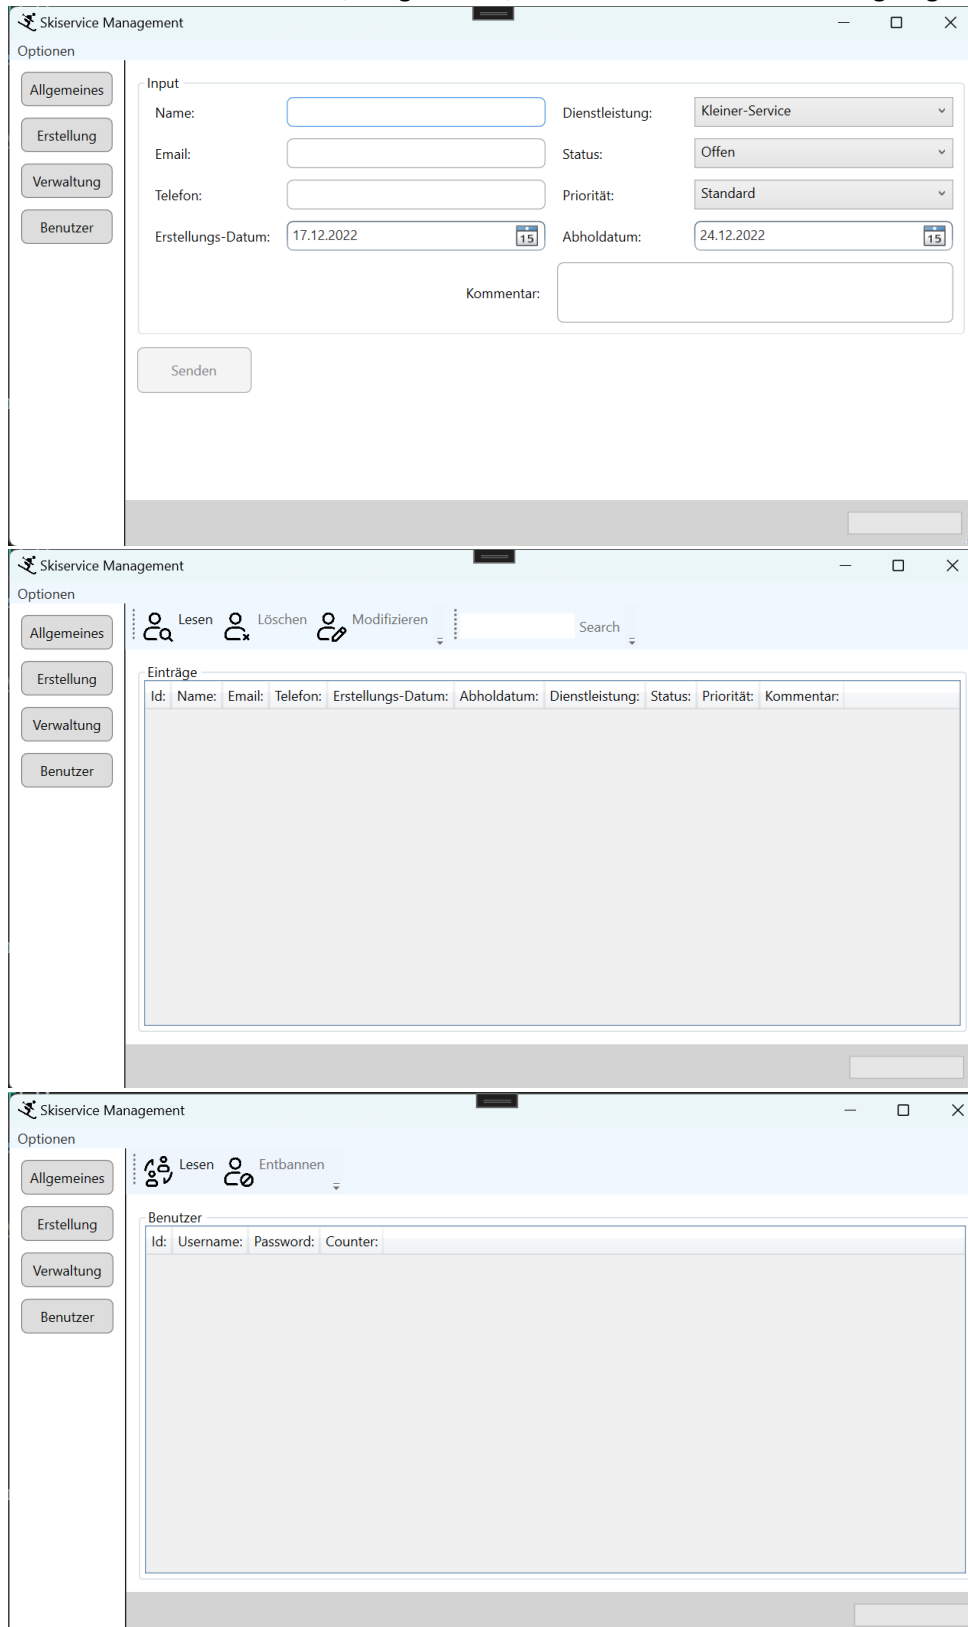 Skiservice Management
Optionen
Allgemeines
Erstellung
Verwaltung
Benutzer
Input
Name:
Dienstleistung: Kleiner-Service
Email:
Status: Offen
Telefon:
Priorität: Standard
Erstellungs-Datum: 17.12.2022 15
Abholdatum: 24.12.2022 15
Kommentar:
Senden
Skiservice Management
Optionen
Allgemeines
Erstellung
Verwaltung
Benutzer
Lesen Löschen Modifizieren Search
Einträge
Id: Name: Email: Telefon: Erstellungs-Datum: Abholdatum: Dienstleistung: Status: Priorität: Kommentar:
Skiservice Management
Optionen
Allgemeines
Erstellung
Verwaltung
Benutzer
Lesen Entbannen
Benutzer
Id: Username: Password: Counter: